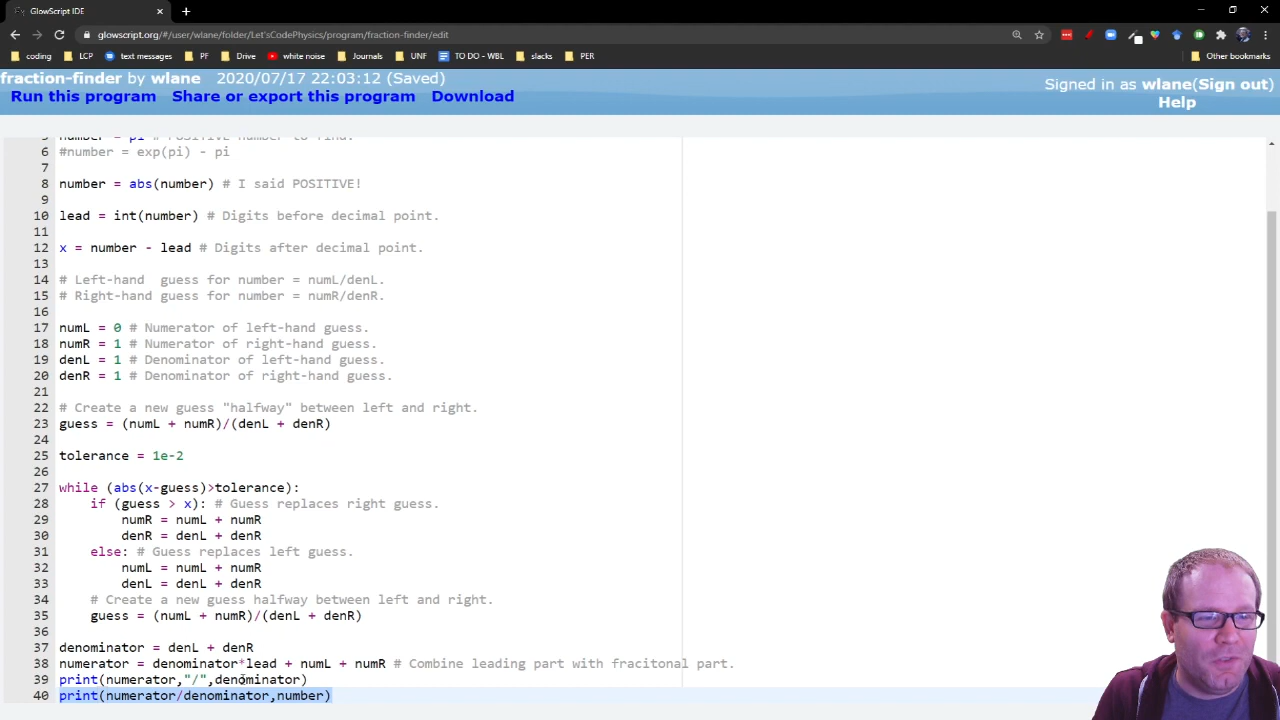 GlowScript IDE
glowscript.org/#/user/wlane/folder/Let'sCodePhysics/program/fraction-finder/edit
coding LCP text messages PF Drive white noise Journals UNF TO DO - WBL slacks PER Other bookmarks
fraction-finder by wlane 2020/07/17 22:03:12 (Saved) Signed in as wlane(Sign out)
Run this program Share or export this program Download Help
number = pi # POSITIVE number to find.
6 #number = exp(pi) - pi
7
8 number = abs(number) # I said POSITIVE!
9
10 lead = int(number) # Digits before decimal point.
11
12 x = number - lead # Digits after decimal point.
13
14 # Left-hand  guess for number = numL/denL.
15 # Right-hand guess for number = numR/denR.
16
17 numL = 0 # Numerator of left-hand guess.
18 numR = 1 # Numerator of right-hand guess.
19 denL = 1 # Denominator of left-hand guess.
20 denR = 1 # Denominator of right-hand guess.
21
22 # Create a new guess "halfway" between left and right.
23 guess = (numL + numR)/(denL + denR)
24
25 tolerance = 1e-2
26
27 while (abs(x-guess)>tolerance):
28 if (guess > x): # Guess replaces right guess.
29 numR = numL + numR
30 denR = denL + denR
31 else: # Guess replaces left guess.
32 numL = numL + numR
33 denL = denL + denR
34 # Create a new guess halfway between left and right.
35 guess = (numL + numR)/(denL + denR)
36
37 denominator = denL + denR
38 numerator = denominator*lead + numL + numR # Combine leading part with fracitonal part.
39 print(numerator,"/",denominator)
40 print(numerator/denominator,number)